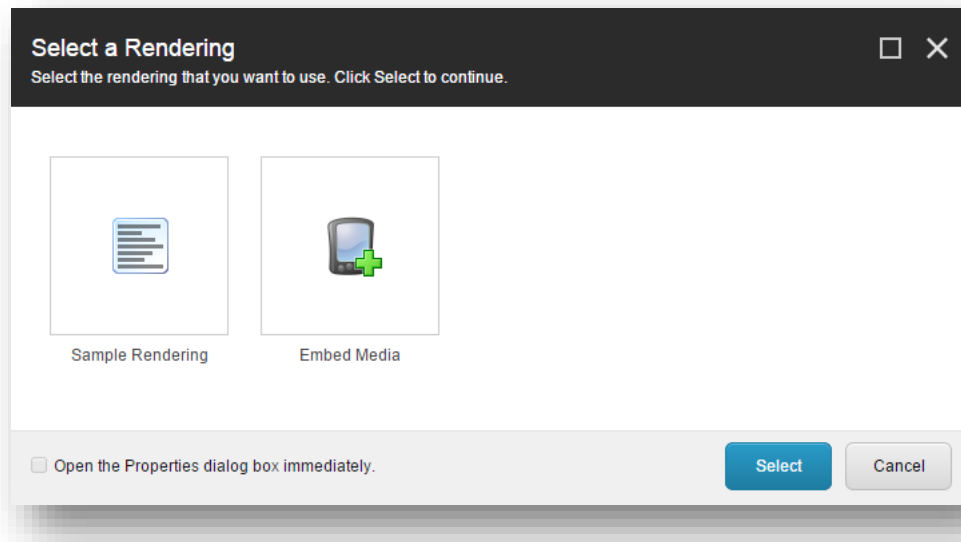 Select a Rendering
Select the rendering that you want to use. Click Select to continue.
Sample Rendering
Embed Media
Open the Properties dialog box immediately.
Select
Cancel